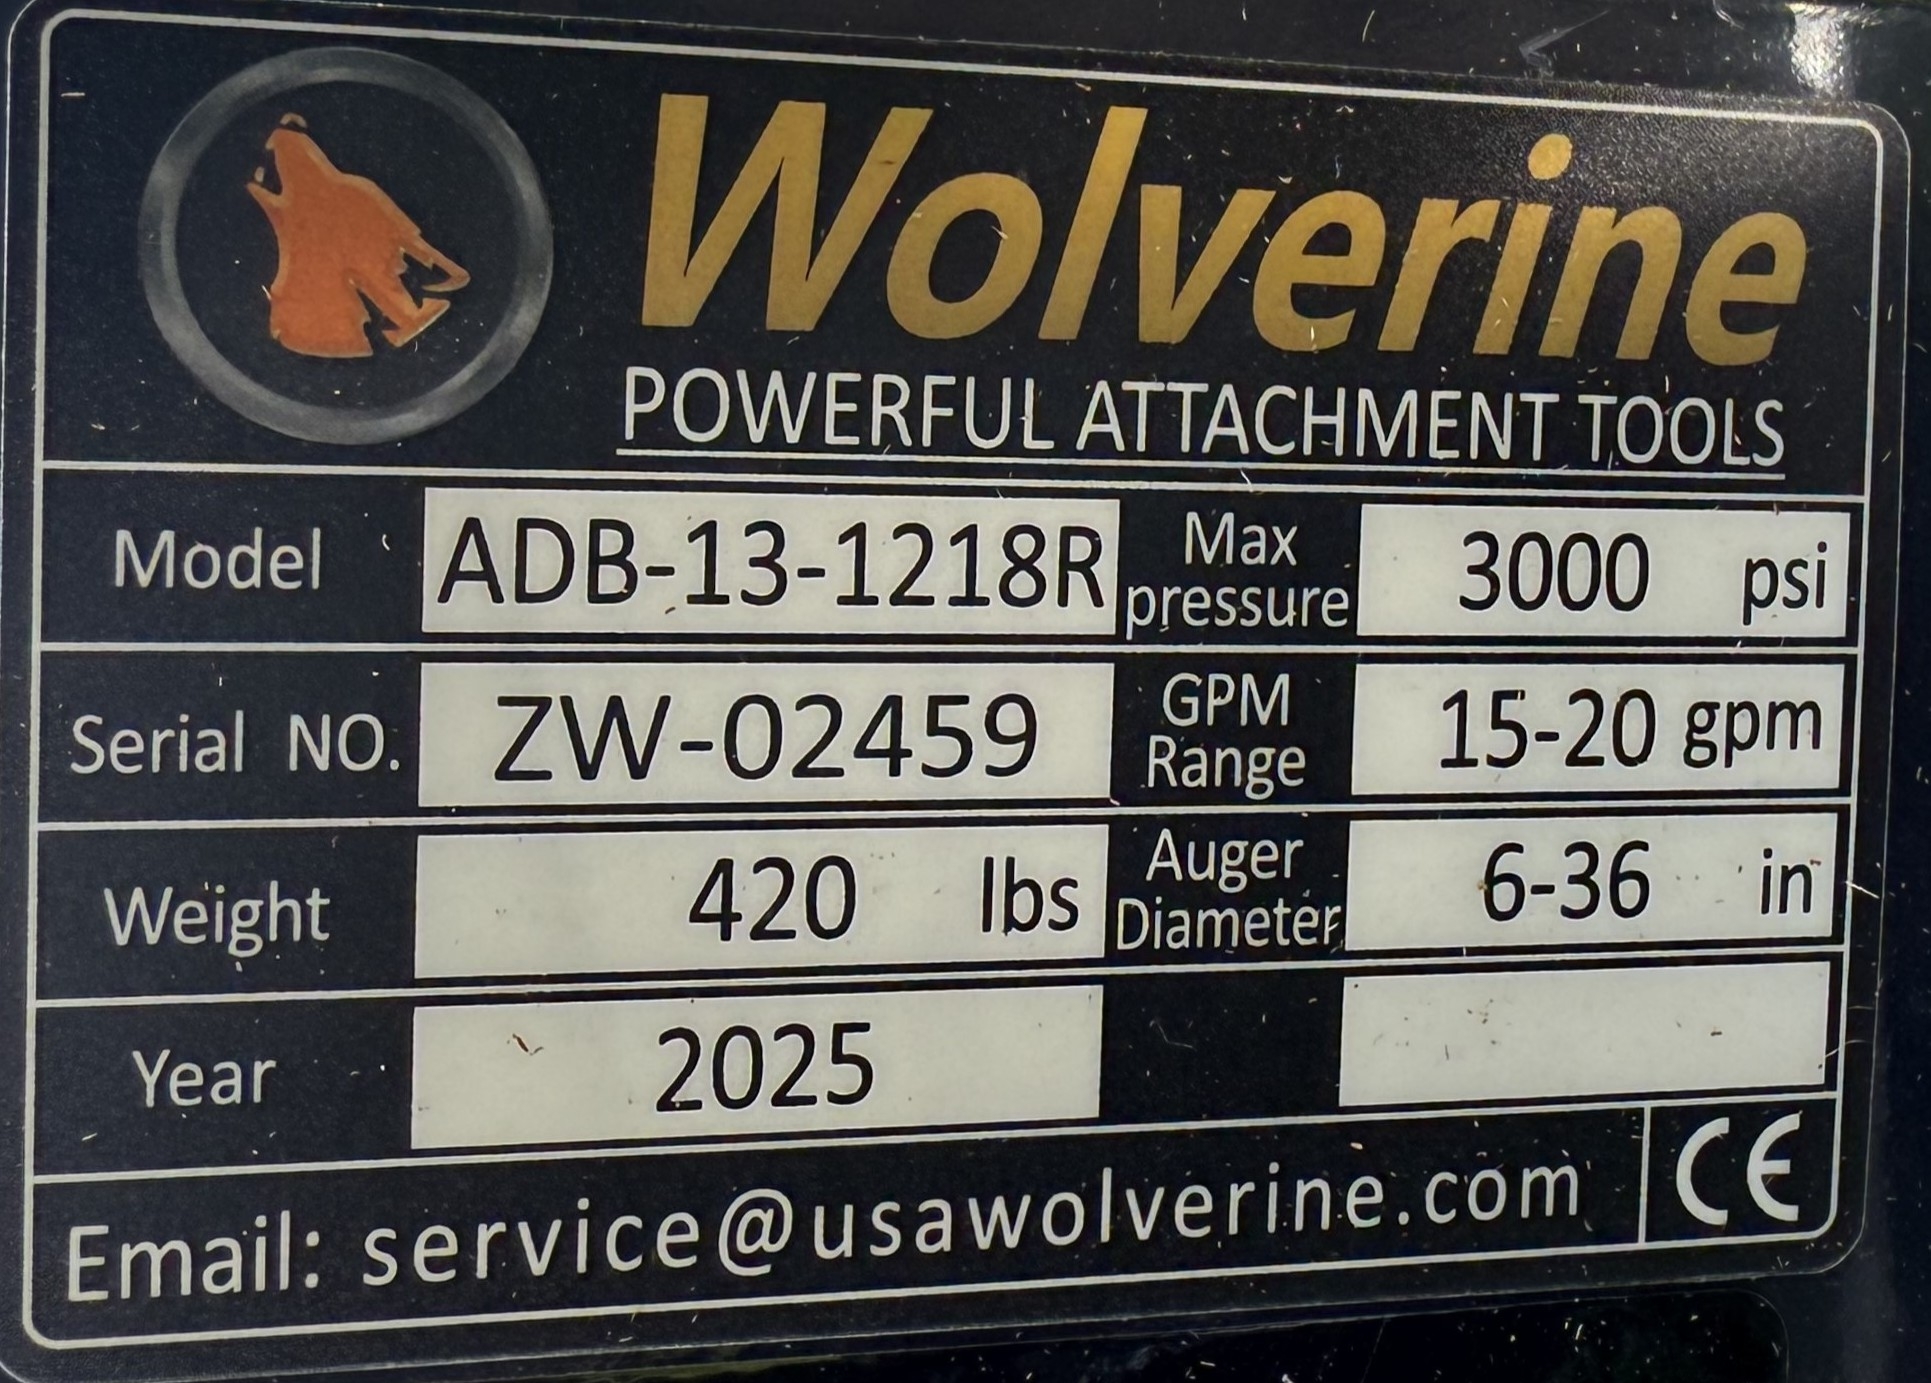 Wolverine
POWERFUL ATTACHMENT TOOLS
Model ADB-13-1218R Max pressure 3000 psi
Serial NO. ZW-02459 GPM Range 15-20 gpm
Weight 420 lbs Auger Diameter 6-36 in
Year 2025
Email: service@usawolverine.com CE